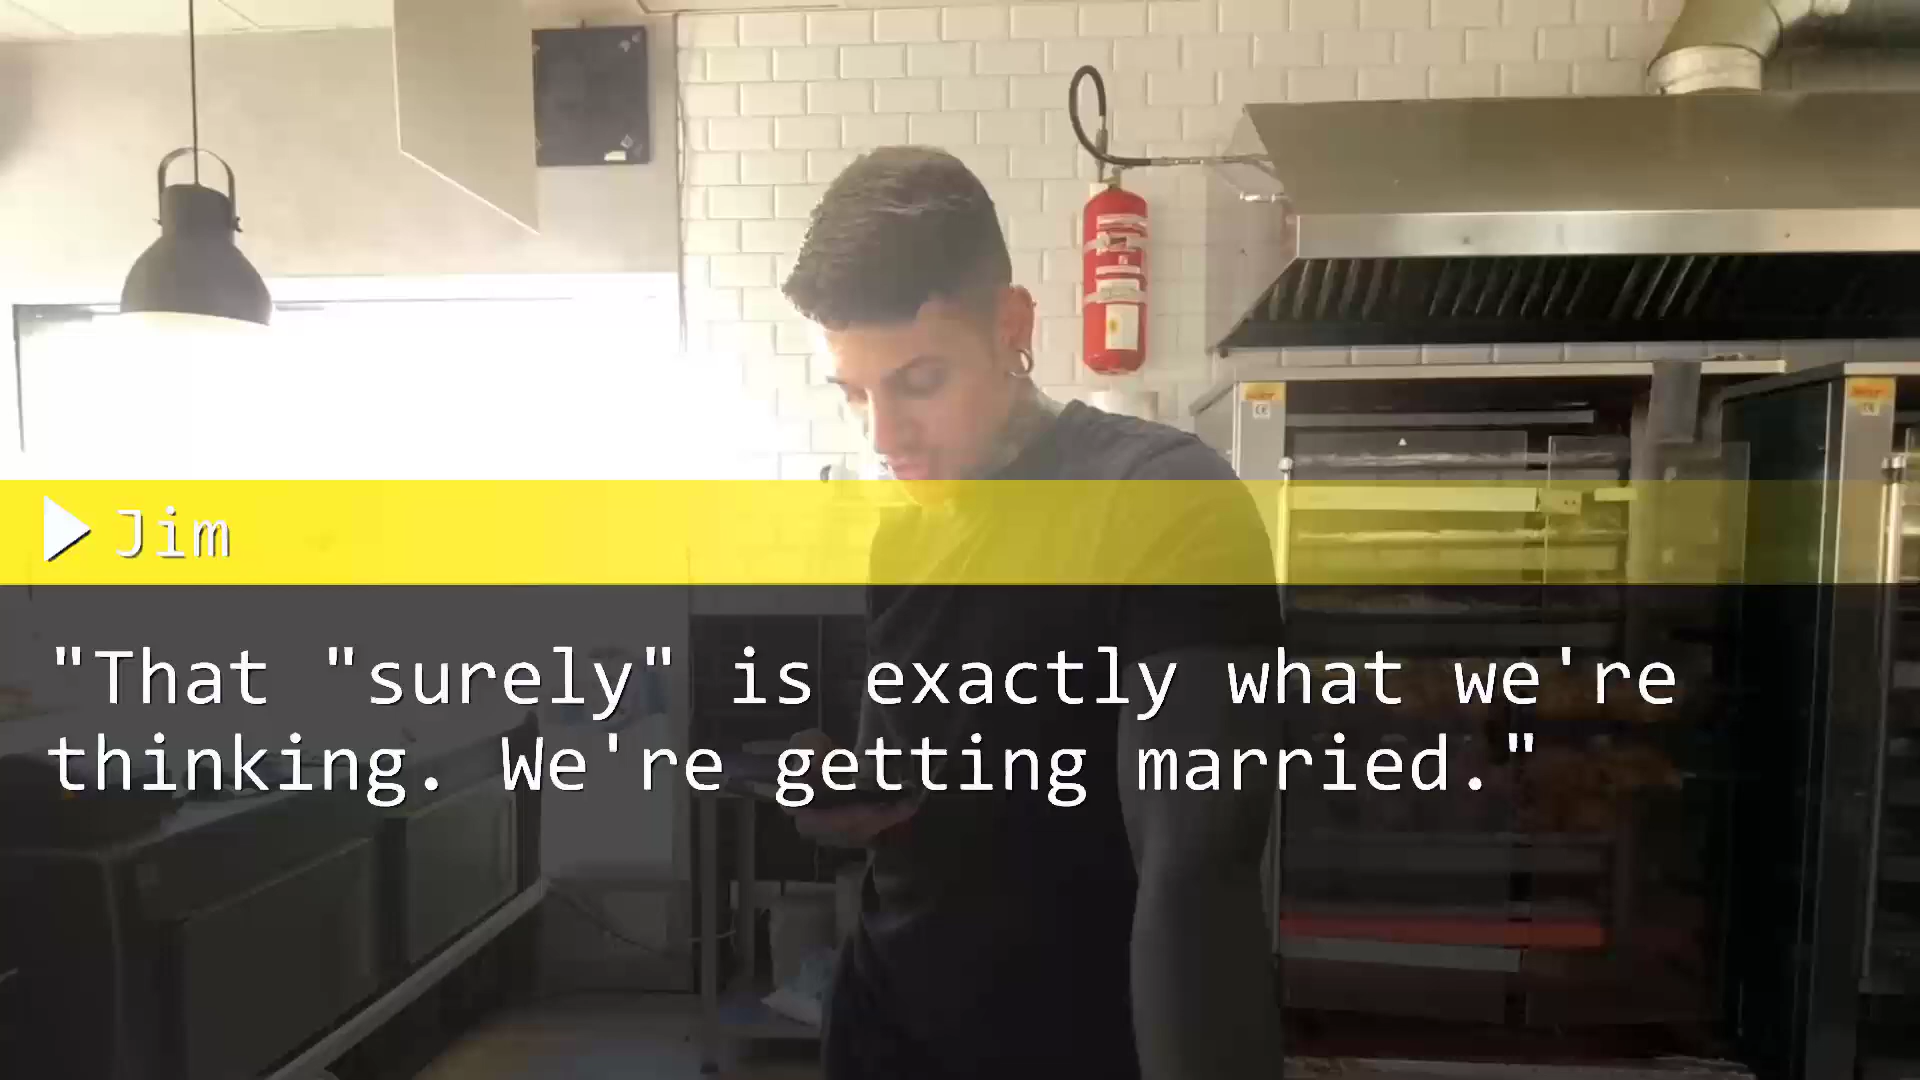 Jim
"That "surely" is exactly what we're
thinking. We're getting married."